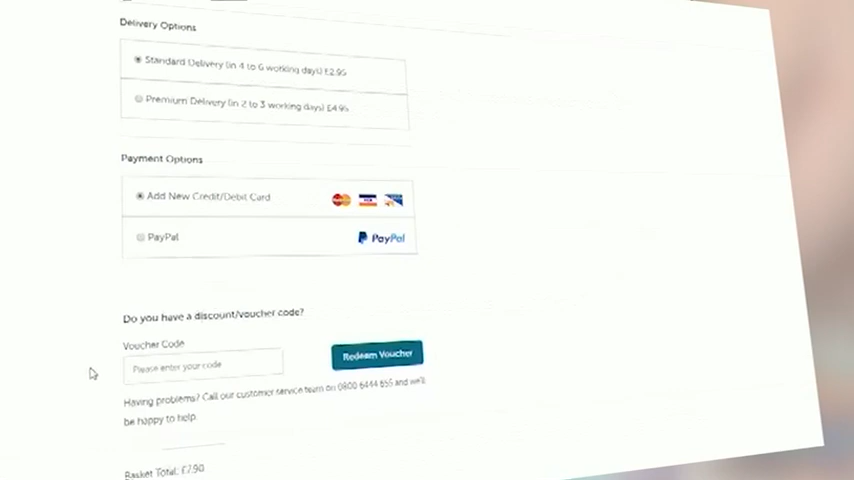 Delivery Options
Standard Delivery (in 4 to 6 working days) £2.95
Premium Delivery (in 2 to 3 working days) £4.95
Payment Options
Add New Credit/Debit Card
PayPal PayPal
Do you have a discount/voucher code?
Voucher Code
Please enter your code Redeem Voucher
Having problems? Call our customer service team on 0800 6444 655 and we'll
be happy to help
Basket Total: £7.90